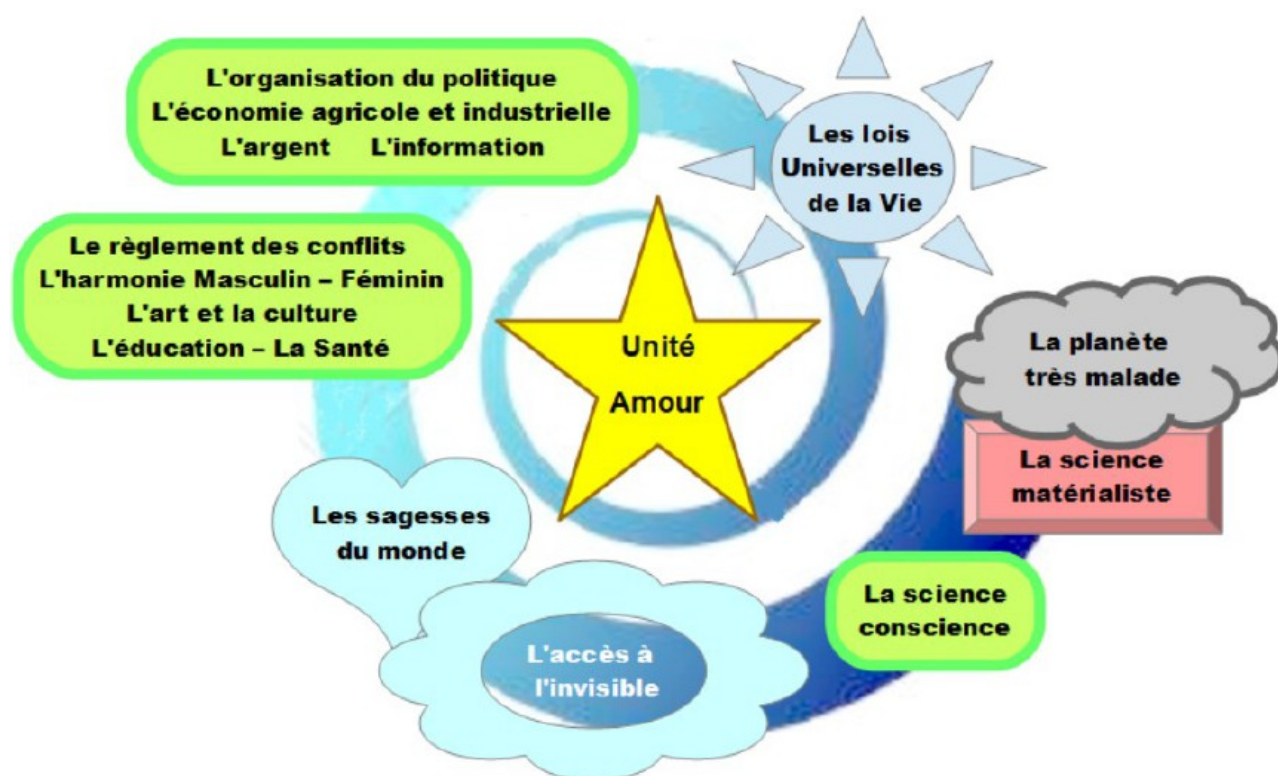 L'organisation du politique
L'économie agricole et industrielle
L'argent L'information
Les lois
Universelles
de la Vie
Le règlement des conflits
L'harmonie Masculin – Féminin
L'art et la culture
L'éducation – La Santé
Unité
Amour
La planète
très malade
La science
matérialiste
Les sagesses
du monde
La science
conscience
L'accès à
l'invisible